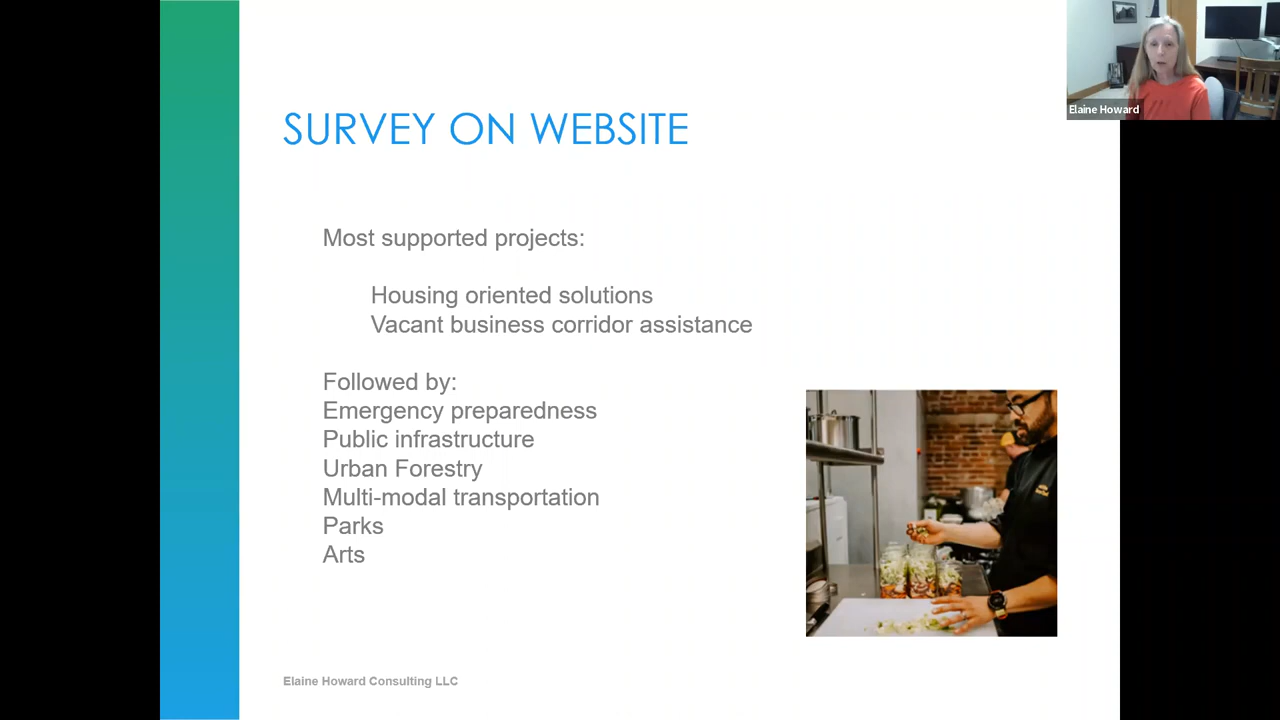 Elaine Howard
SURVEY ON WEBSITE
Most supported projects:
Housing oriented solutions
Vacant business corridor assistance
Followed by:
Emergency preparedness
Public infrastructure
Urban Forestry
Multi-modal transportation
Parks
Arts
Elaine Howard Consulting LLC